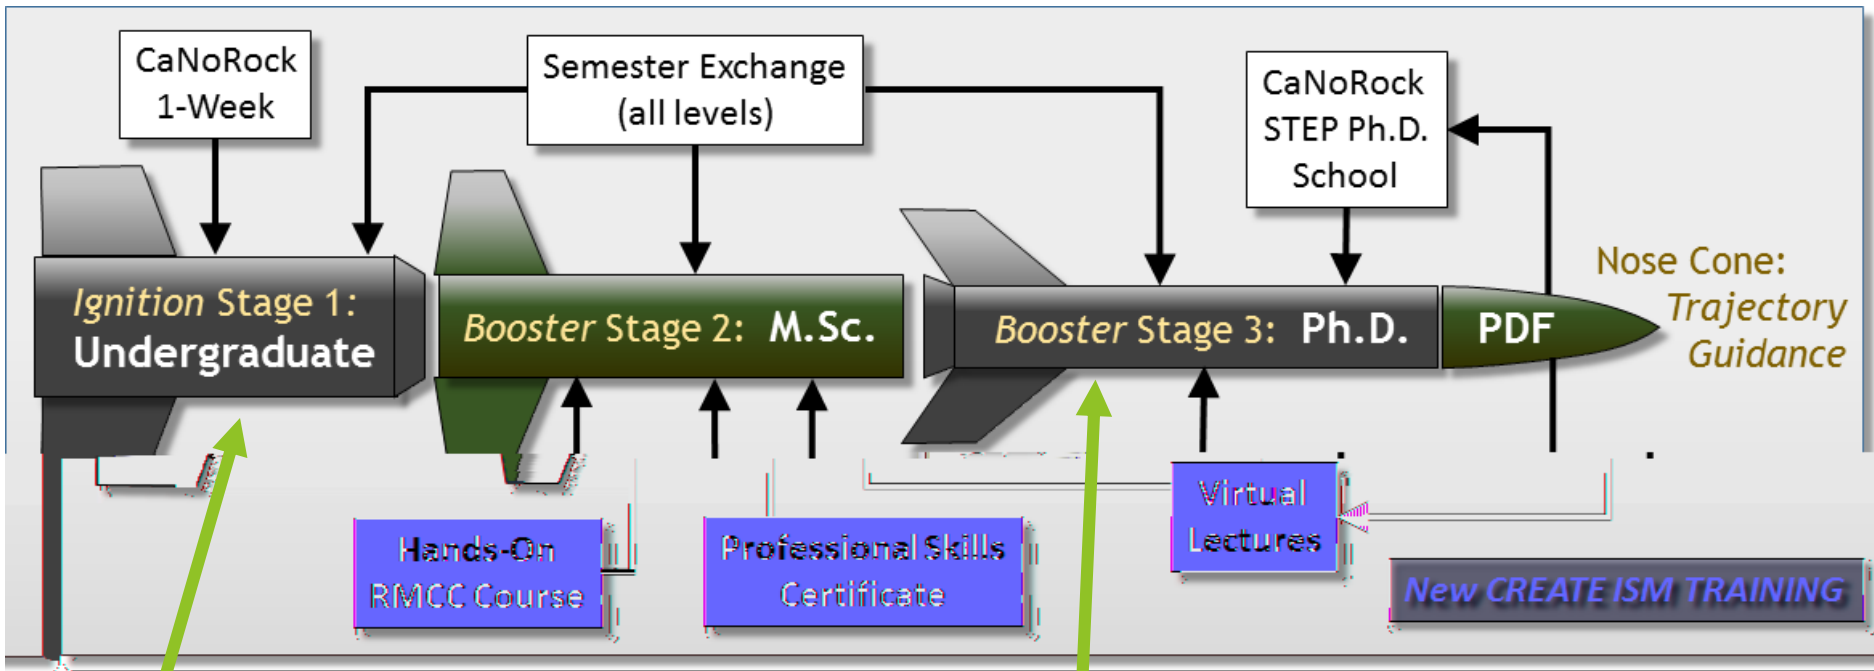 CaNoRock
1-Week
Semester Exchange
(all levels)
CaNoRock
STEP Ph.D.
School
Nose Cone:
Trajectory
Guidance
Ignition Stage 1:
Undergraduate
Booster Stage 2: M.Sc.
Booster Stage 3: Ph.D.
PDF
Hands-On
RMCC Course
Professional Skills
Certificate
Virtual
Lectures
New CREATE ISM TRAINING